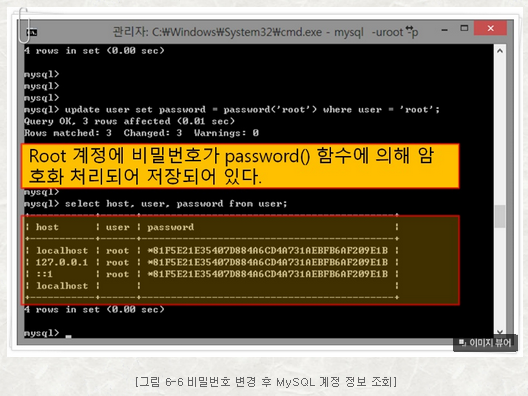 관리자: C:₩Windows₩System32₩cmd.exe - mysql -uroot -p
4 rows in set (0.00 sec)
mysql>
mysql>
mysql>
mysql> update user set password = password('root') where user = 'root';
Query OK, 3 rows affected (0.01 sec)
Rows matched: 3 Changed: 3 Warnings: 0
Root 계정에 비밀번호가 password() 함수에 의해 암
호화 처리되어 저장되어 있다.
mysql>
mysql> select host, user, password from user;
+-----------+------+-------------------------------------------+
| host | user | password |
+-----------+------+-------------------------------------------+
| localhost | root | *81F5E21E35407D884A6CD4A731AEBFB6AF209E1B |
| 127.0.0.1 | root | *81F5E21E35407D884A6CD4A731AEBFB6AF209E1B |
| ::1 | root | *81F5E21E35407D884A6CD4A731AEBFB6AF209E1B |
| localhost | | |
+-----------+------+-------------------------------------------+
4 rows in set (0.00 sec)
mysql> _
이미지 뷰어
[그림 6-6 비밀번호 변경 후 MySQL 계정 정보 조회]